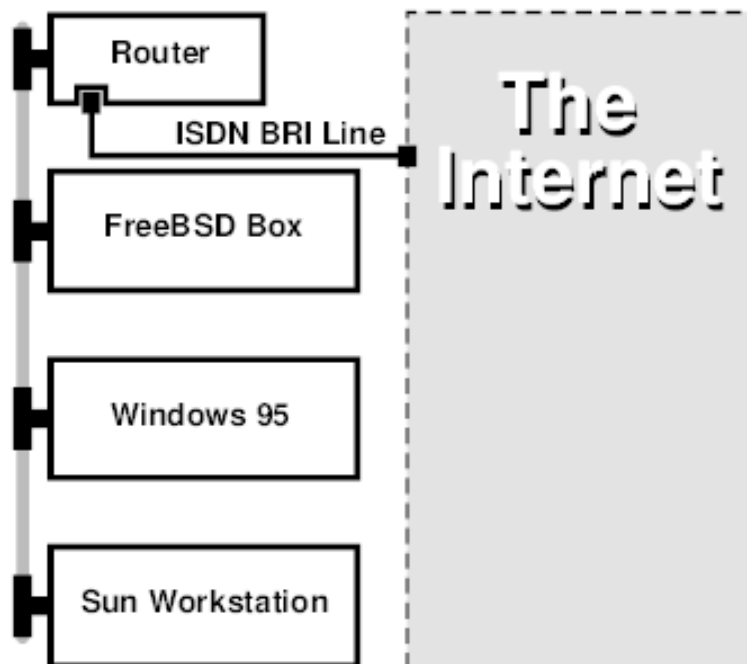 Router
The
Internet
ISDN BRI Line
FreeBSD Box
Windows 95
Sun Workstation